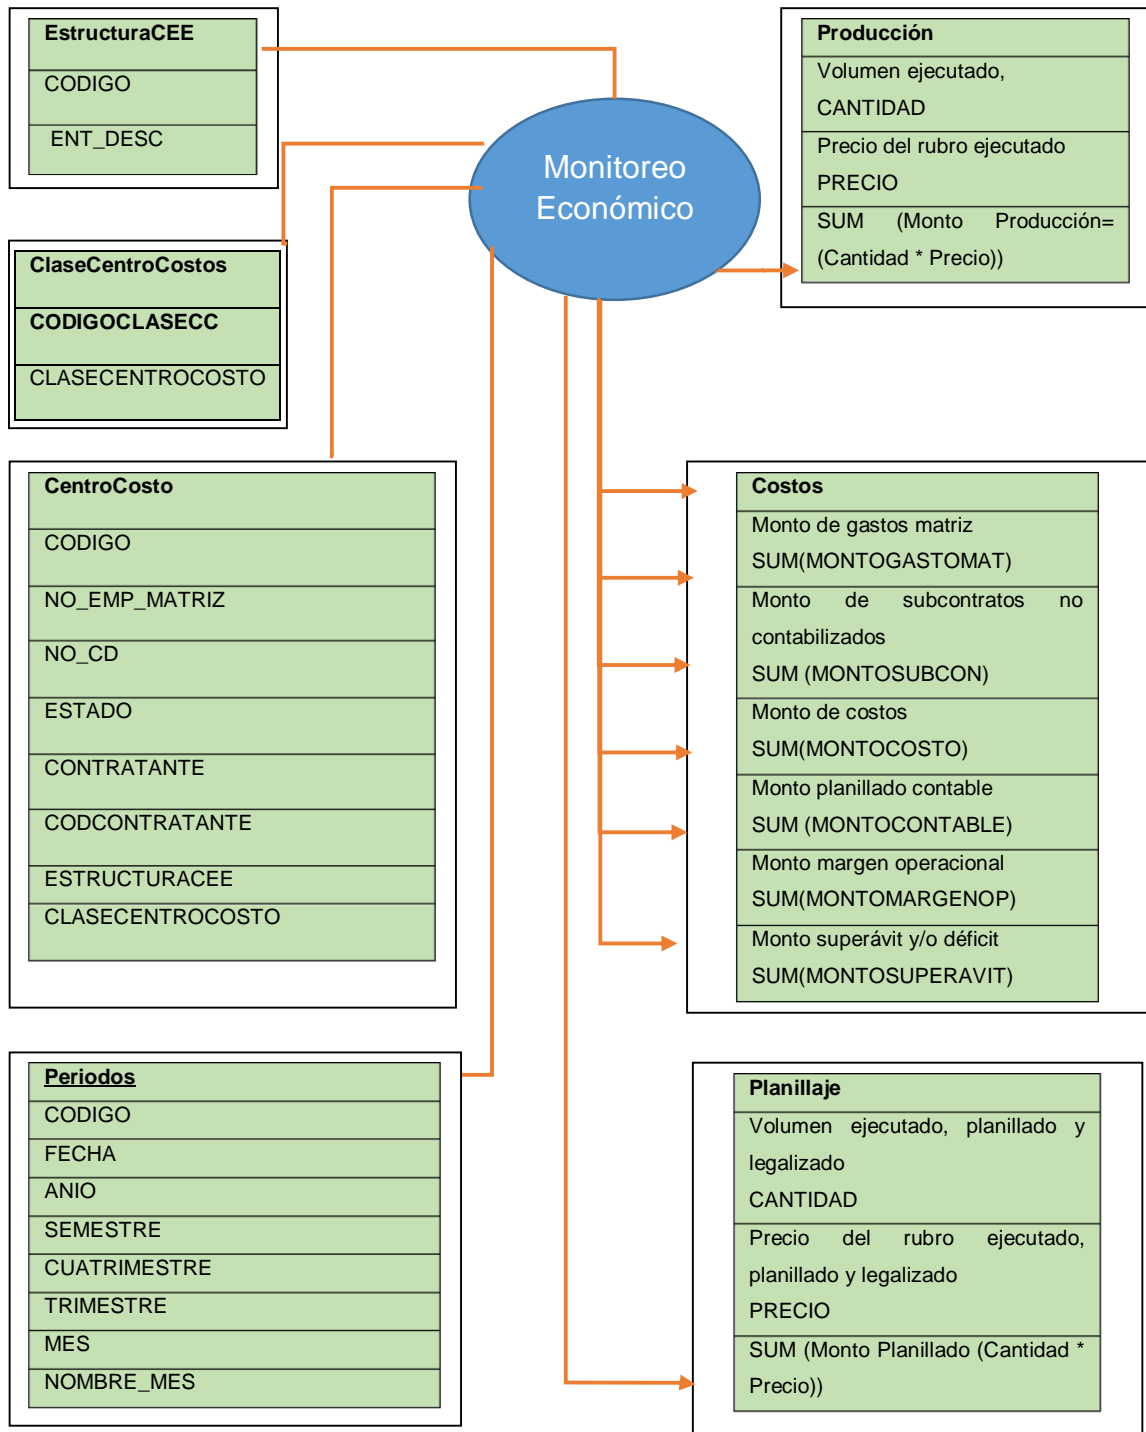 EstructuraCEE
CODIGO
ENT_DESC
Monitoreo
Económico
Producción
Volumen ejecutado,
CANTIDAD
Precio del rubro ejecutado
PRECIO
SUM (Monto Producción=
(Cantidad * Precio))
ClaseCentroCostos
CODIGOCLASECC
CLASECENTROCOSTO
CentroCosto
CODIGO
NO_EMP_MATRIZ
NO_CD
ESTADO
CONTRATANTE
CODCONTRATANTE
ESTRUCTURACEE
CLASECENTROCOSTO
Costos
Monto de gastos matriz
SUM(MONTOGASTOMAT)
Monto de subcontratos no
contabilizados
SUM (MONTOSUBCON)
Monto de costos
SUM(MONTOCOSTO)
Monto planillado contable
SUM (MONTOCONTABLE)
Monto margen operacional
SUM(MONTOMARGENOP)
Monto superávit y/o déficit
SUM(MONTOSUPERAVIT)
Periodos
CODIGO
FECHA
ANIO
SEMESTRE
CUATRIMESTRE
TRIMESTRE
MES
NOMBRE_MES
Planillaje
Volumen ejecutado, planillado y
legalizado
CANTIDAD
Precio del rubro ejecutado,
planillado y legalizado
PRECIO
SUM (Monto Planillado (Cantidad *
Precio))